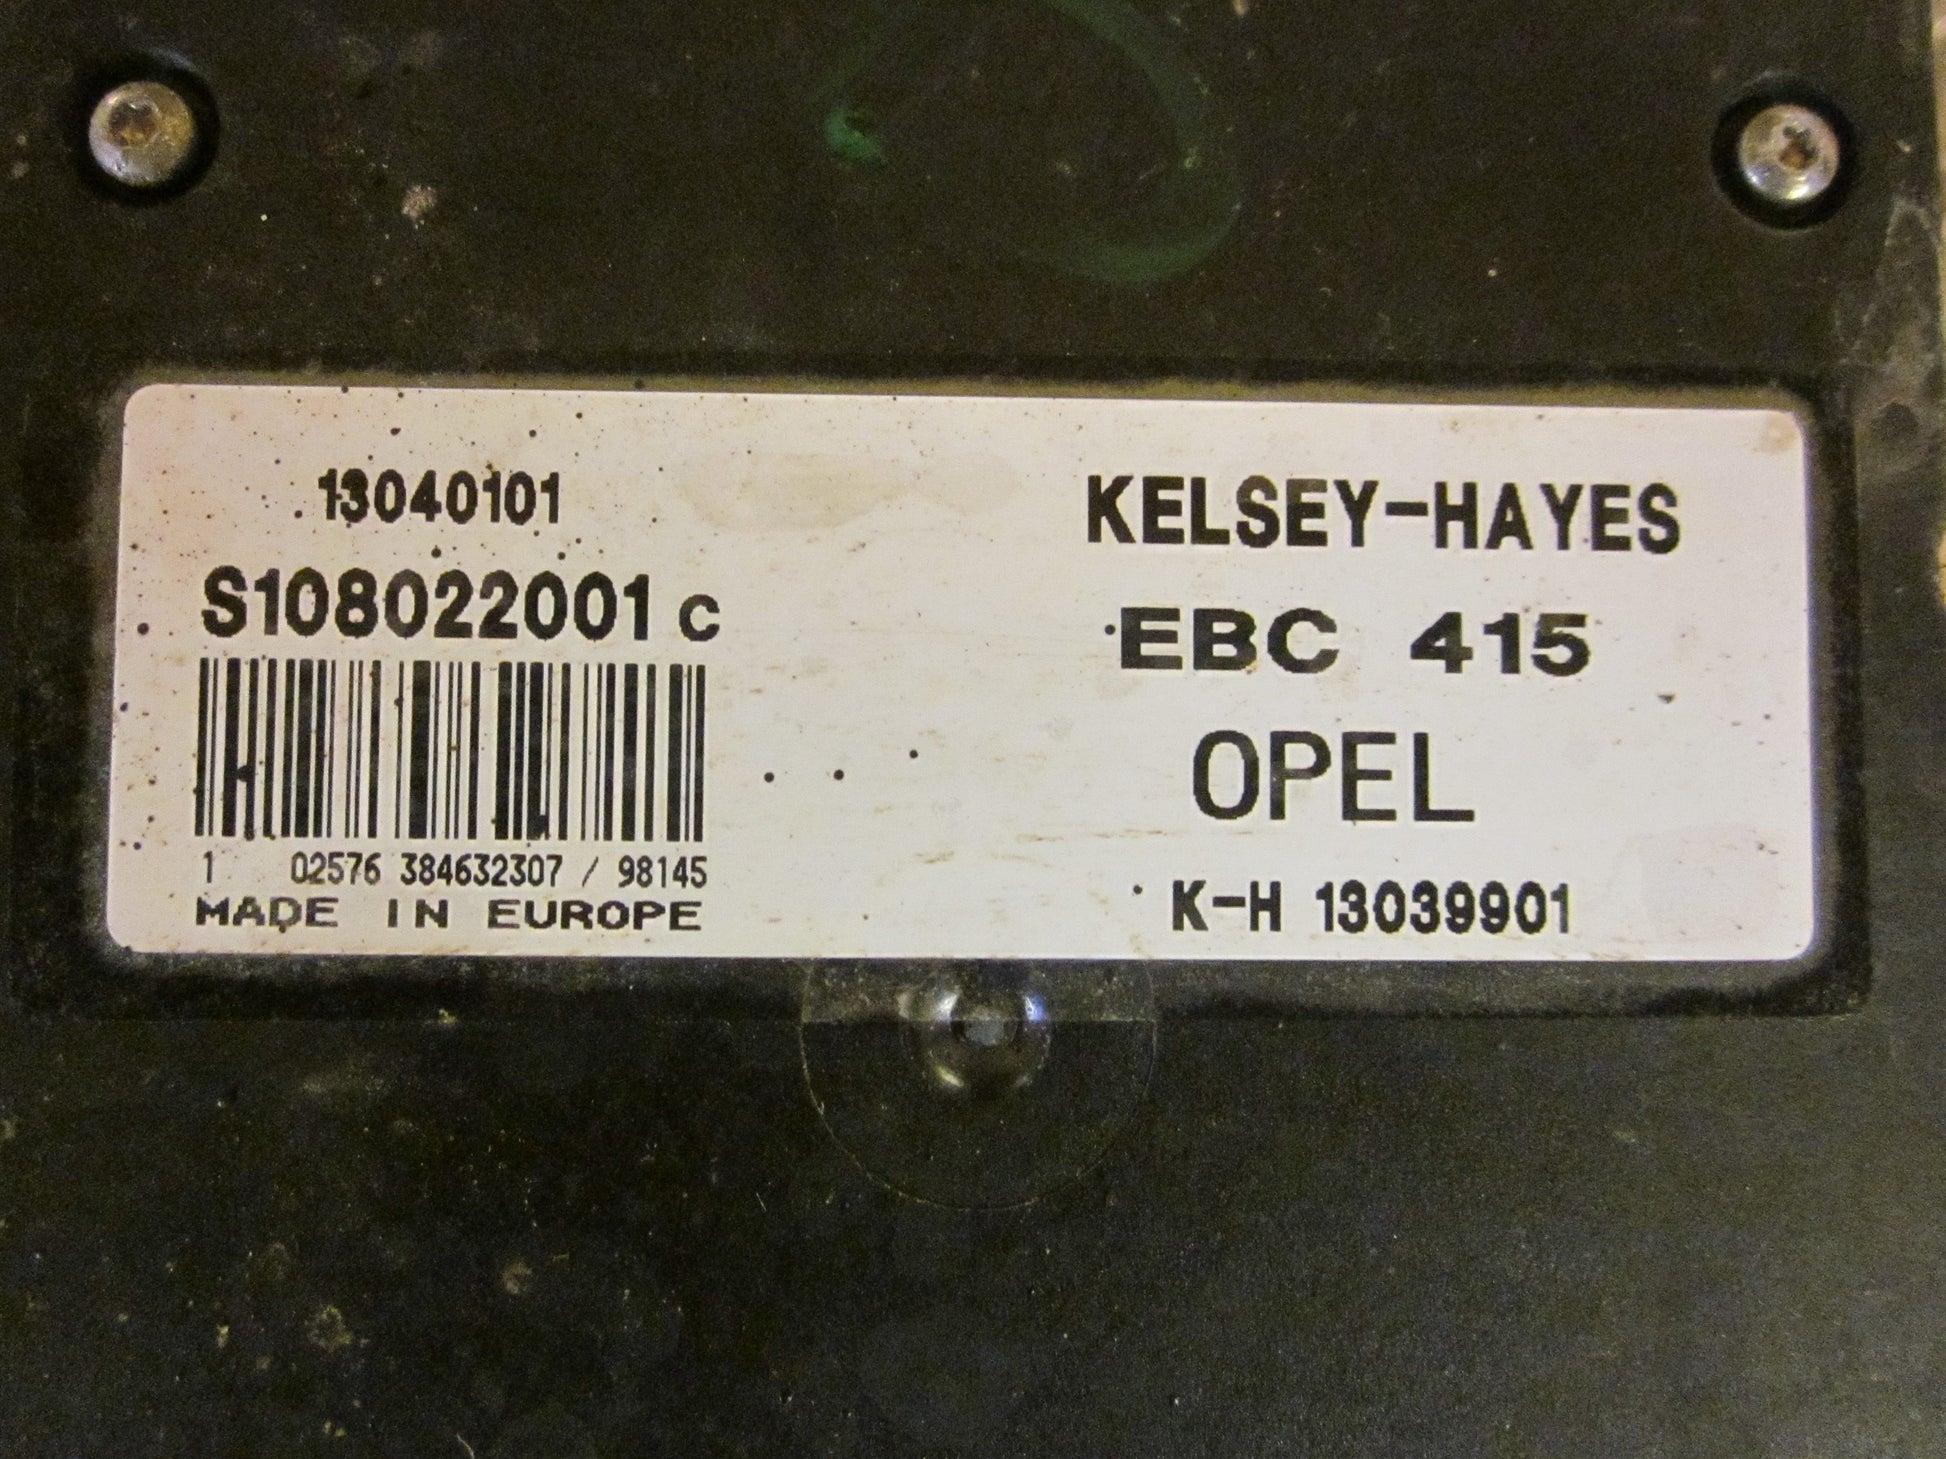 13040101
S108022001 C
1 02576 384632307 / 98145
MADE IN EUROPE
KELSEY-HAYES
EBC 415
OPEL
K-H 13039901